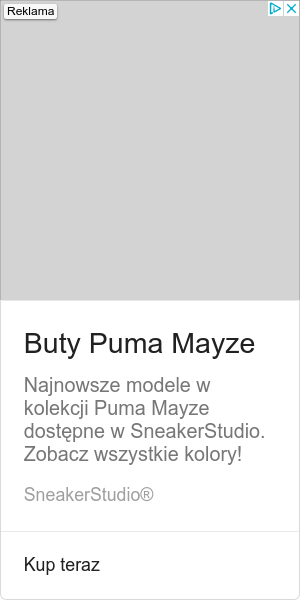 Reklama
Buty Puma Mayze
Najnowsze modele w
kolekcji Puma Mayze
dostępne w SneakerStudio.
Zobacz wszystkie kolory!
SneakerStudio®
Kup teraz